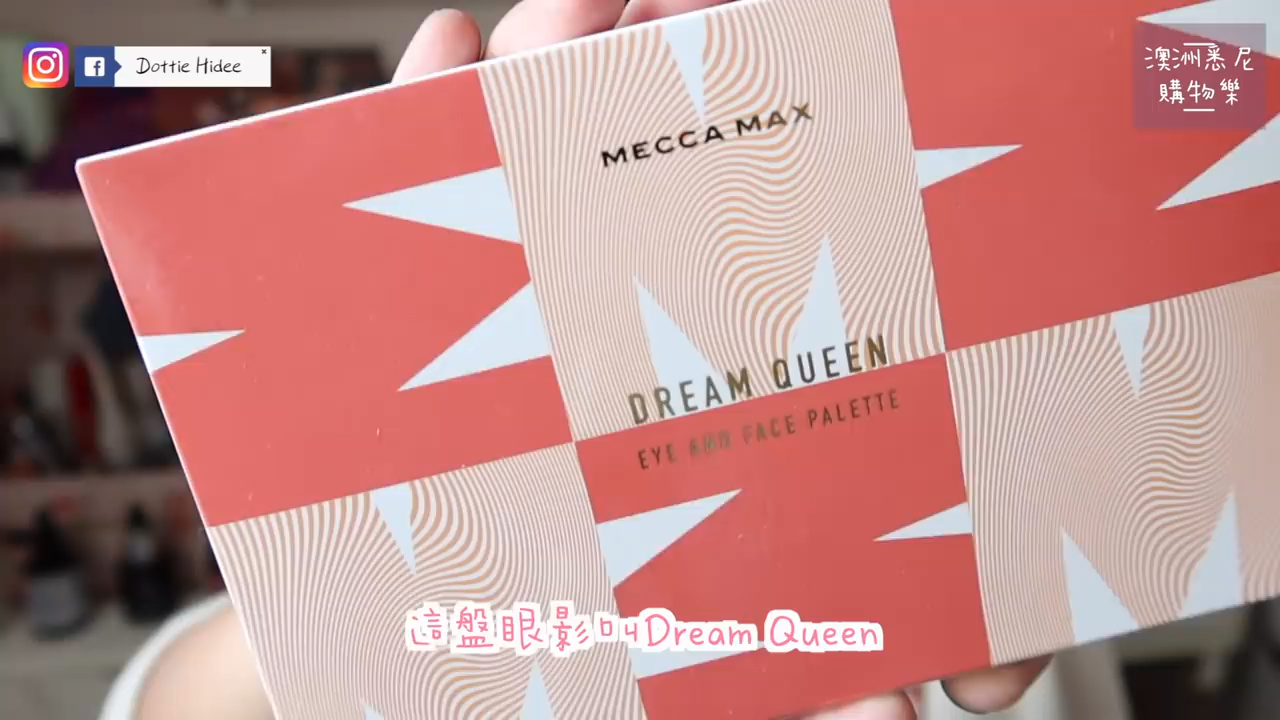 Dottie Hidee
澳洲悉尼
購物樂
MECCA MAX
DREAM QUEEN
EYE AND FACE PALETTE
這盤眼影叫Dream Queen